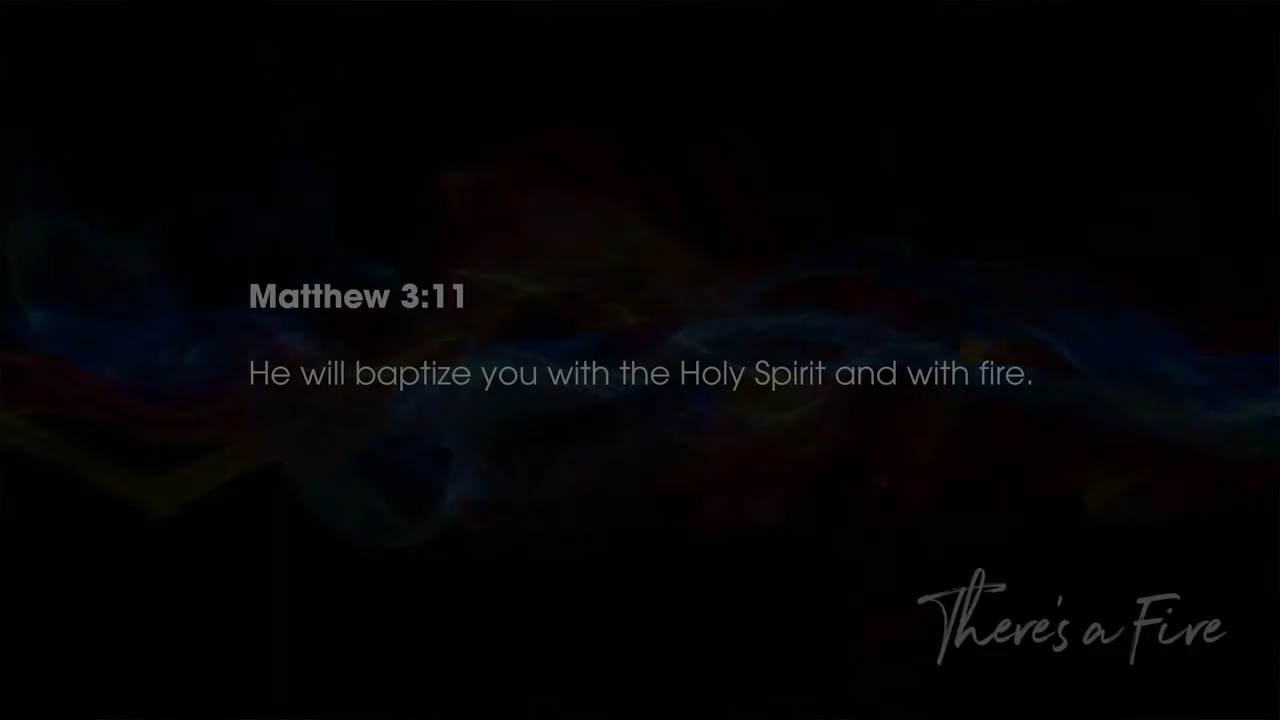 Matthew 3:11
He will baptize you with the Holy Spirit and with fire.
There's a Fire